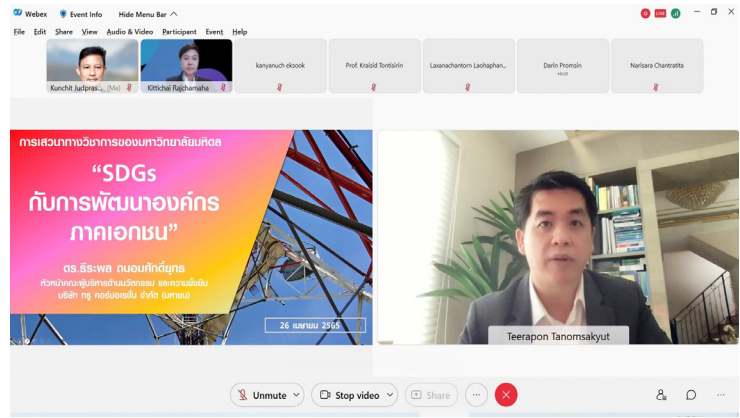 Webex
Event Info
Hide Menu Bar
File Edit Share View Audio & Video Participant Event Help
LIVE
Kunchit Judpras... (Me)
Kittichai Rajchamaha
kanyanuch eksook
Prof. Kraisid Tontisirin
Laxanachantorn Laohaphan...
Darin Promsin
Host
Narisara Chantratita
การเสวนาทางวิชาการของมหาวิทยาลัยมหิดล
“SDGs
กับการพัฒนาองค์กร
ภาคเอกชน”
ดร.ธีระพล ถนอมศักดิ์ยุทธ
หัวหน้าคณะผู้บริหารด้านนวัตกรรม และความยั่งยืน
บริษัท ทรู คอร์ปอเรชั่น จำกัด (มหาชน)
26 เมษายน 2565
Teerapon Tanomsakyut
Unmute
Stop video
Share